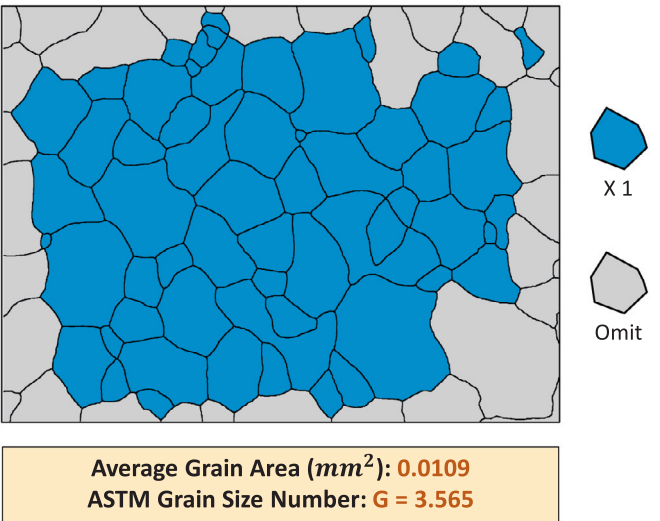 X 1
Omit
Average Grain Area (mm²): 0.0109
ASTM Grain Size Number: G = 3.565